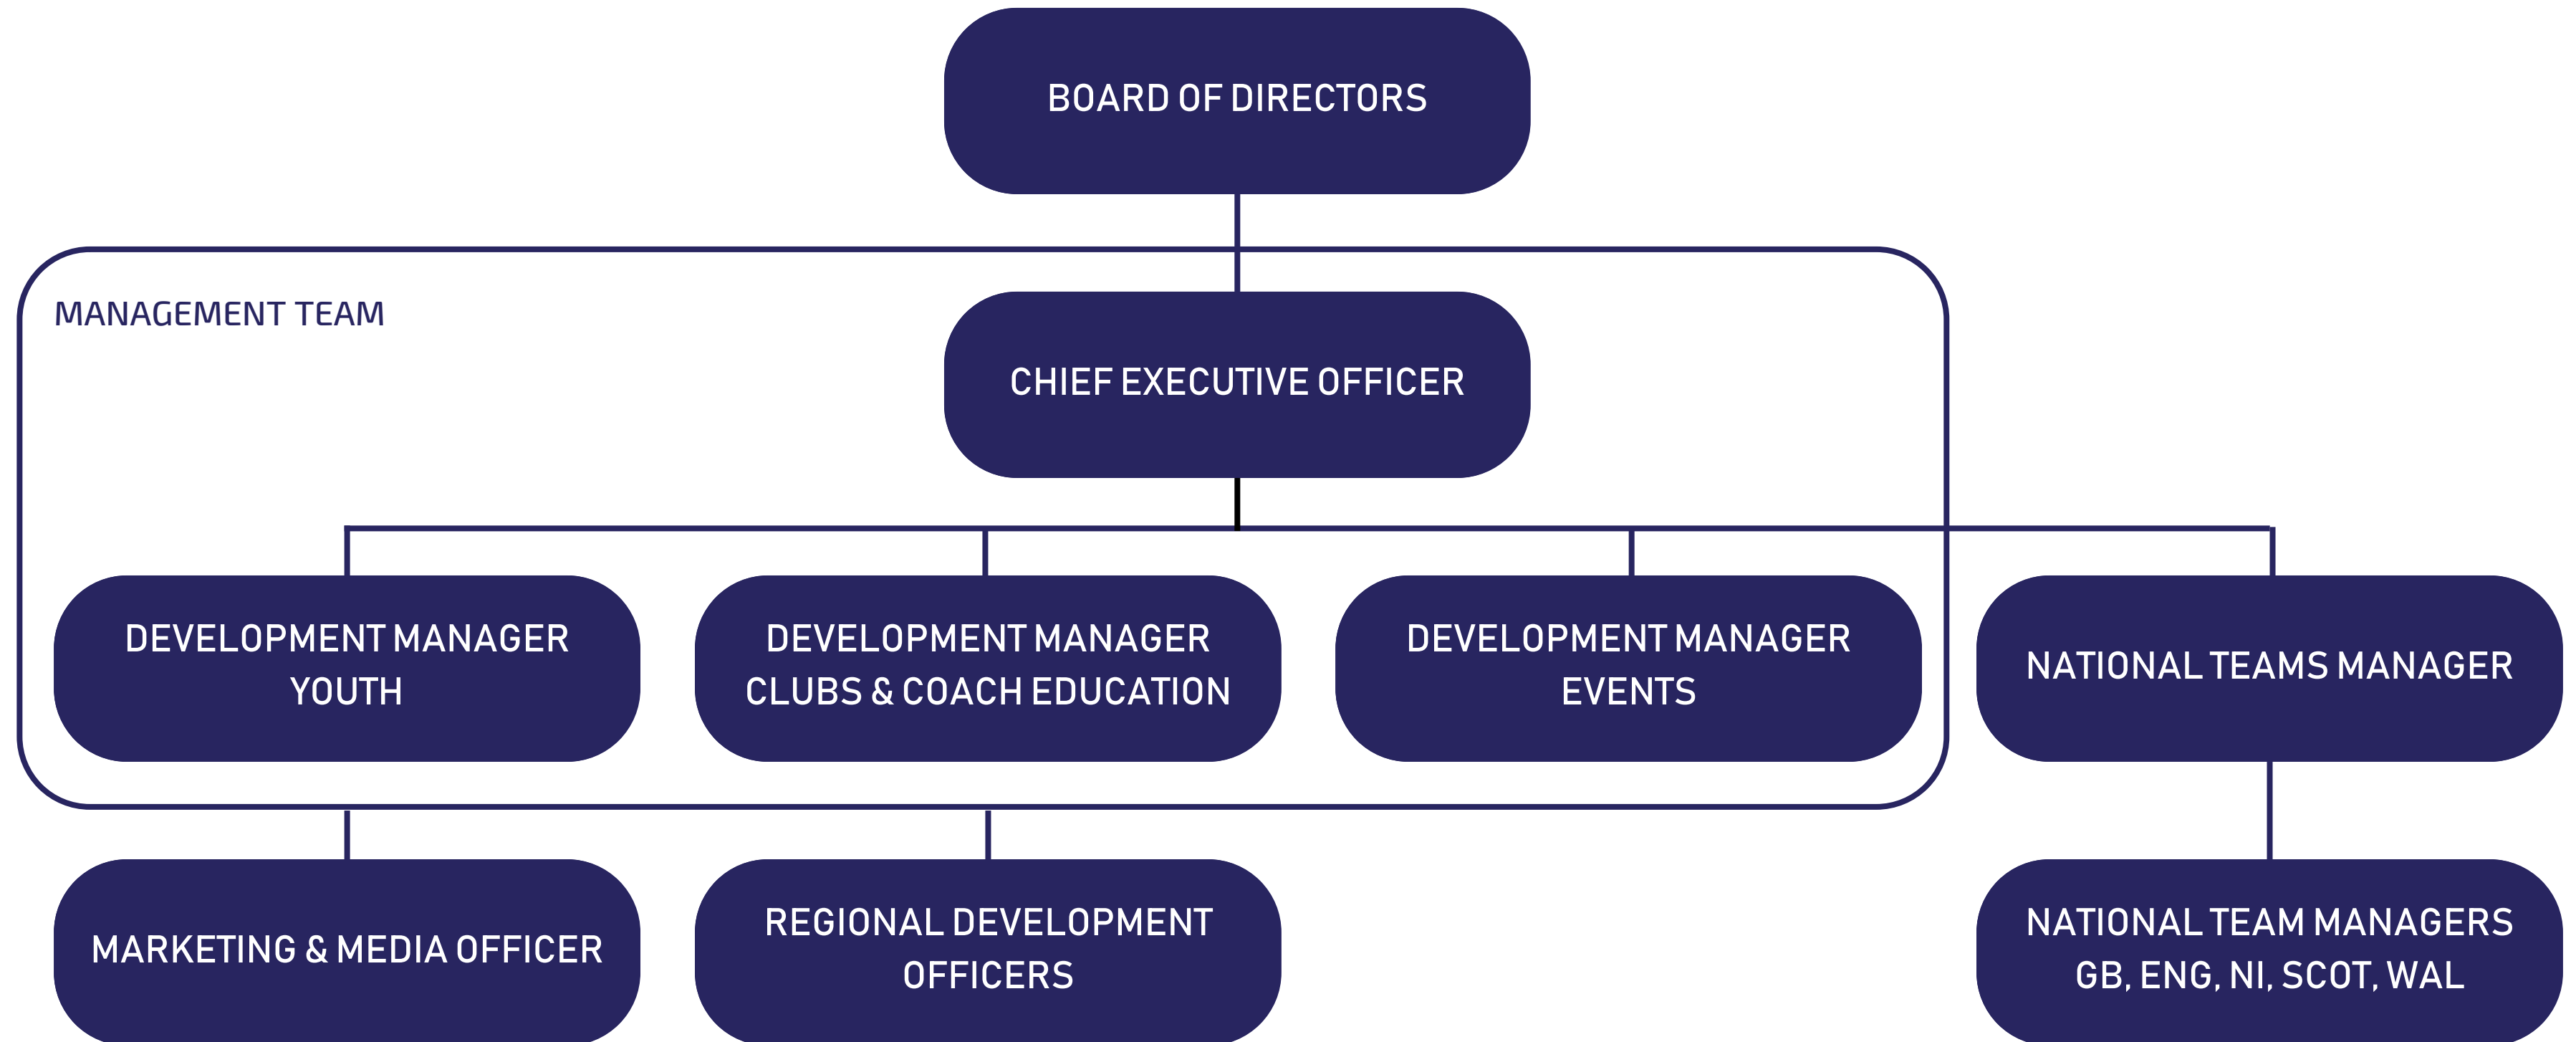 BOARD OF DIRECTORS
MANAGEMENT TEAM
CHIEF EXECUTIVE OFFICER
DEVELOPMENT MANAGER
YOUTH
DEVELOPMENT MANAGER
CLUBS & COACH EDUCATION
DEVELOPMENT MANAGER
EVENTS
NATIONAL TEAMS MANAGER
MARKETING & MEDIA OFFICER
REGIONAL DEVELOPMENT
OFFICERS
NATIONAL TEAM MANAGERS
GB, ENG, NI, SCOT, WAL